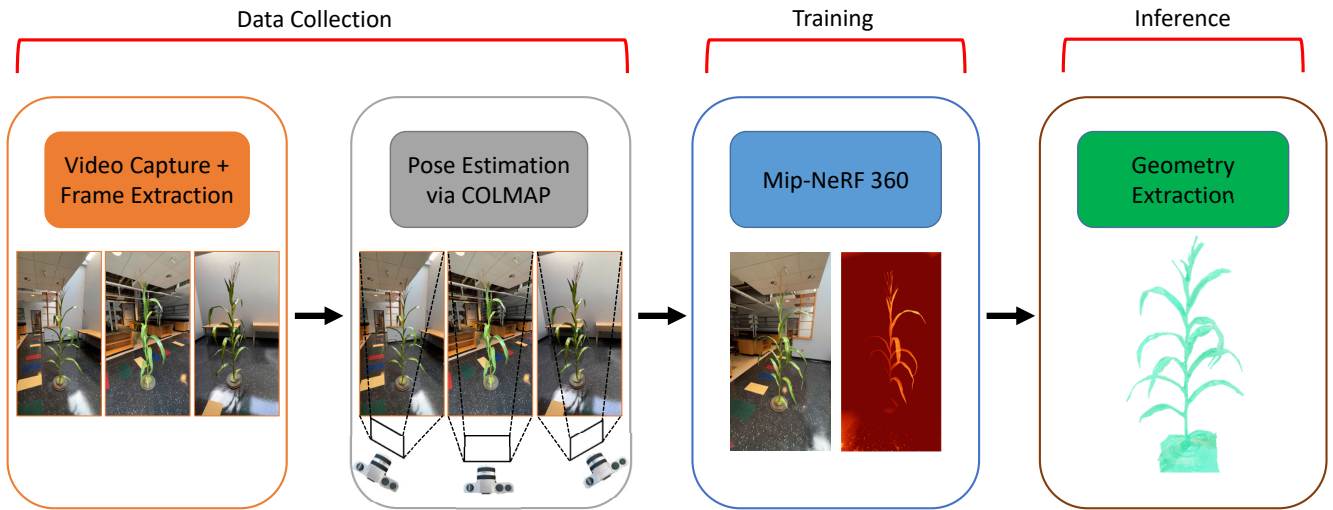 Data Collection
Training
Inference
Video Capture +
Frame Extraction
Pose Estimation
via COLMAP
Mip-NeRF 360
Geometry
Extraction